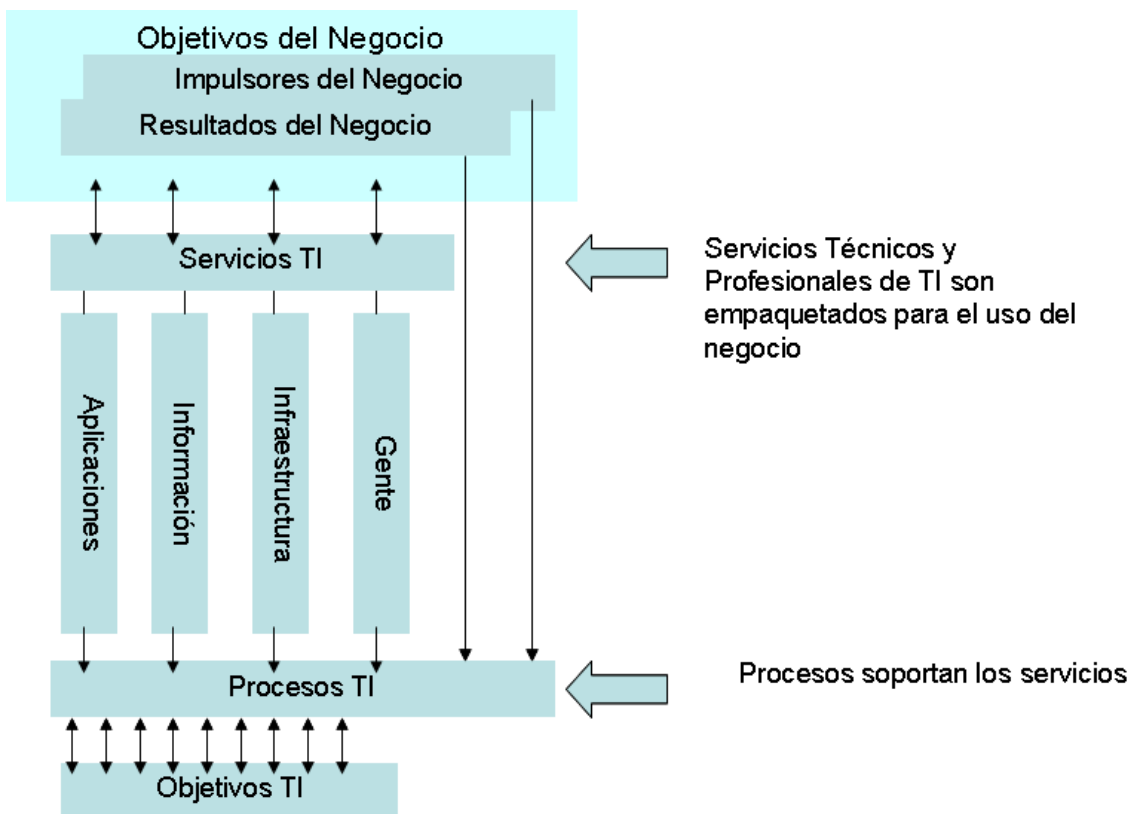 Objetivos del Negocio
Impulsores del Negocio
Resultados del Negocio
Servicios TI
Servicios Técnicos y
Profesionales de TI son
empaquetados para el uso del
negocio
Aplicaciones
Información
Infraestructura
Gente
Procesos TI
Procesos soportan los servicios
Objetivos TI